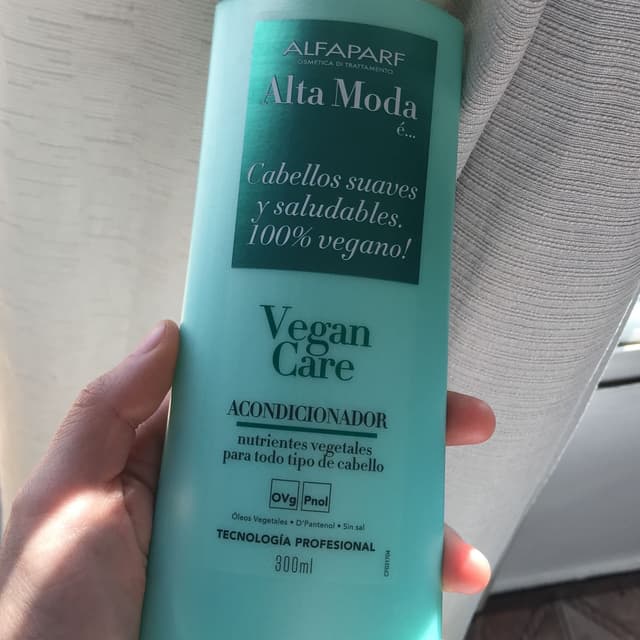 ALFAPARF
COSMETICA DI TRATTAMENTO
Alta Moda
é...
Cabellos suaves
y saludables.
100% vegano!
Vegan
Care
ACONDICIONADOR
nutrientes vegetales
para todo tipo de cabello
OVg Pnol
Óleos Vegetales • D'Pantenol • Sin sal
TECNOLOGÍA PROFESIONAL
300ml